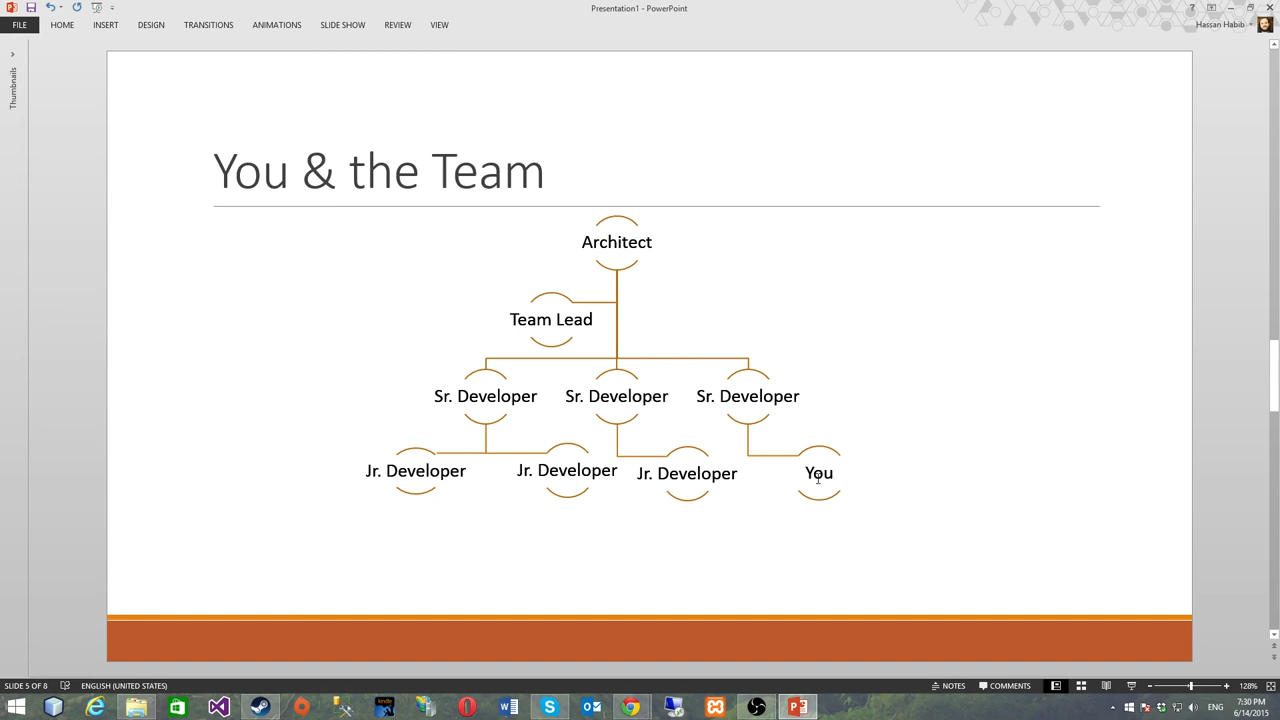 Presentation1 - PowerPoint
FILE HOME INSERT DESIGN TRANSITIONS ANIMATIONS SLIDE SHOW REVIEW VIEW
Hassan Habib
Thumbnails
You & the Team
Architect
Team Lead
Sr. Developer Sr. Developer Sr. Developer
Jr. Developer Jr. Developer Jr. Developer You
SLIDE 5 OF 8 ENGLISH (UNITED STATES) NOTES COMMENTS 128%
kindle
ENG
7:30 PM
6/14/2015